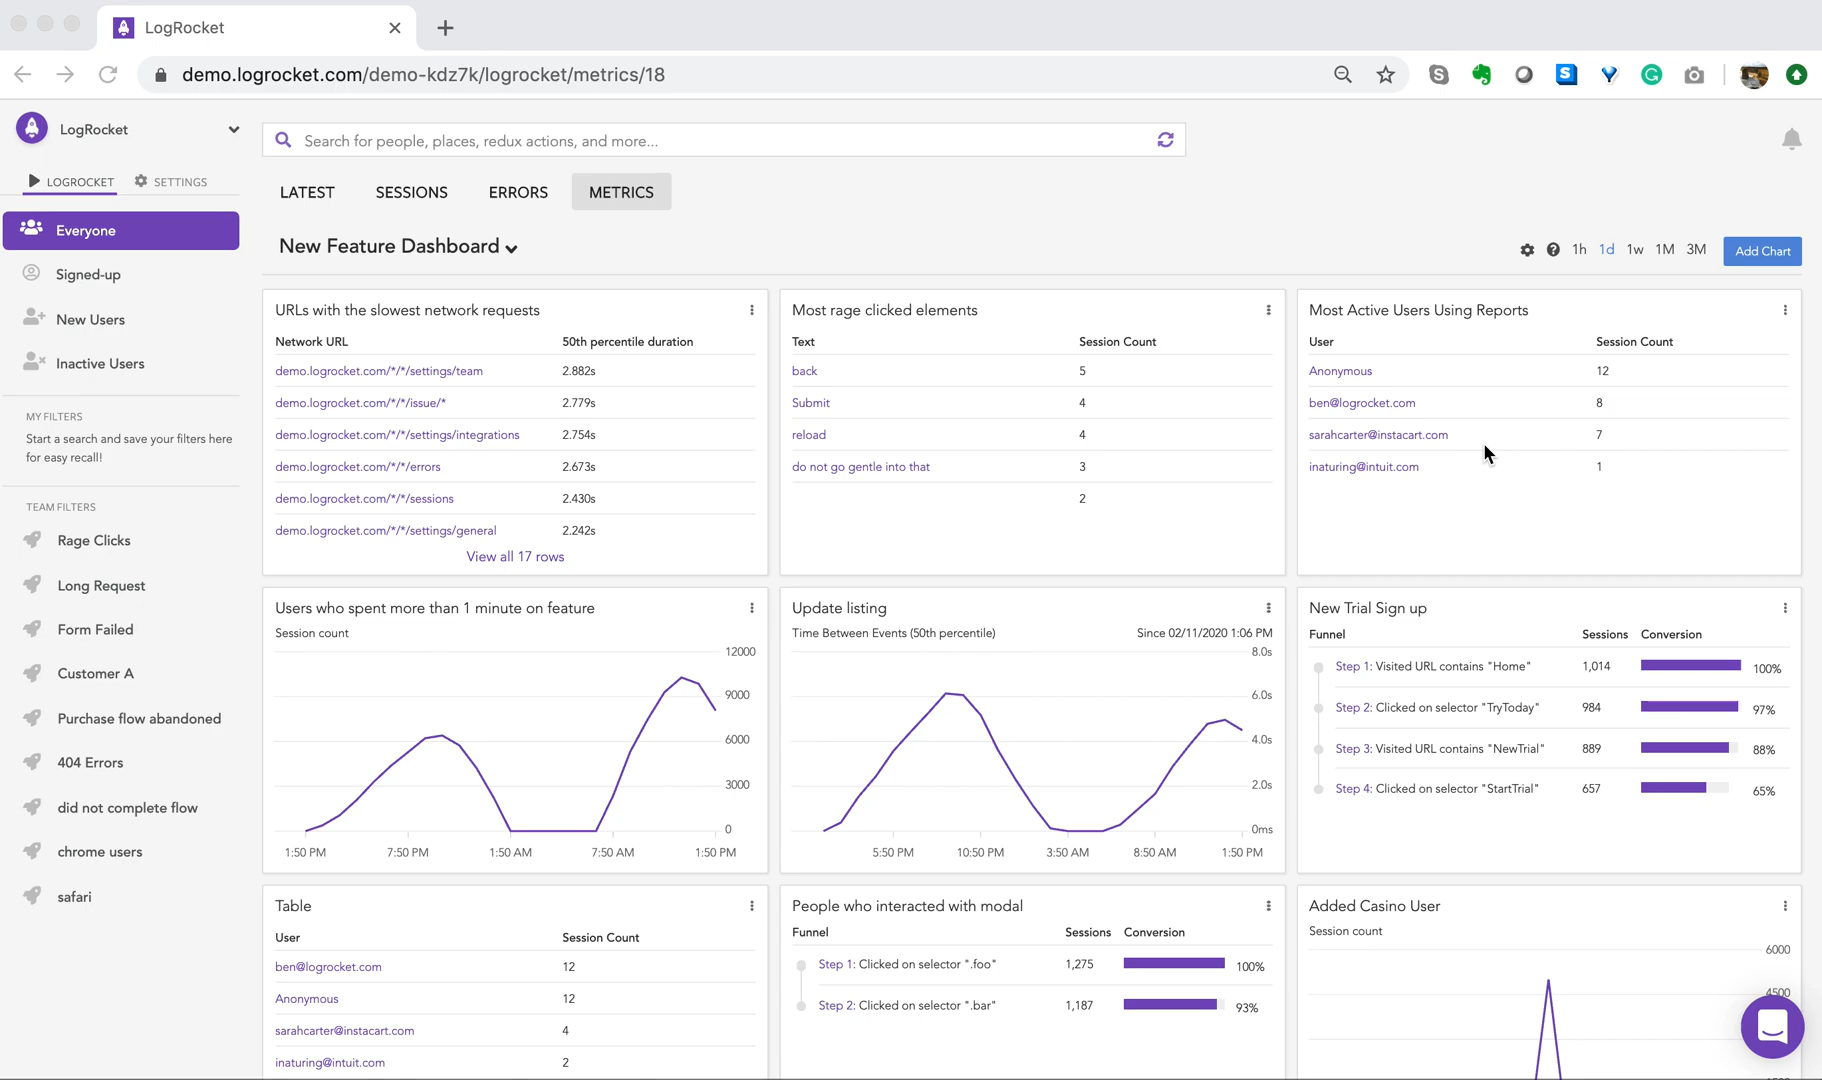 LogRocket
demo.logrocket.com/demo-kdz7k/logrocket/metrics/18
LogRocket
Search for people, places, redux actions, and more...
LOGROCKET SETTINGS
LATEST SESSIONS ERRORS METRICS
Everyone
Signed-up
New Users
Inactive Users
MY FILTERS
Start a search and save your filters here
for easy recall!
TEAM FILTERS
Rage Clicks
Long Request
Form Failed
Customer A
Purchase flow abandoned
404 Errors
did not complete flow
chrome users
safari
New Feature Dashboard
1h 1d 1w 1M 3M Add Chart
URLs with the slowest network requests
Network URL 50th percentile duration
demo.logrocket.com/*/*/settings/team 2.882s
demo.logrocket.com/*/*/issue/* 2.779s
demo.logrocket.com/*/*/settings/integrations 2.754s
demo.logrocket.com/*/*/errors 2.673s
demo.logrocket.com/*/*/sessions 2.430s
demo.logrocket.com/*/*/settings/general 2.242s
View all 17 rows
Most rage clicked elements
Text Session Count
back 5
Submit 4
reload 4
do not go gentle into that 3
2
Most Active Users Using Reports
User Session Count
Anonymous 12
ben@logrocket.com 8
sarahcarter@instacart.com 7
inaturing@intuit.com 1
Users who spent more than 1 minute on feature
Session count
12000
9000
6000
3000
0
1:50 PM 7:50 PM 1:50 AM 7:50 AM 1:50 PM
Update listing
Time Between Events (50th percentile) Since 02/11/2020 1:06 PM
8.0s
6.0s
4.0s
2.0s
0ms
5:50 PM 10:50 PM 3:50 AM 8:50 AM 1:50 PM
New Trial Sign up
Funnel Sessions Conversion
Step 1: Visited URL contains "Home" 1,014 100%
Step 2: Clicked on selector "TryToday" 984 97%
Step 3: Visited URL contains "NewTrial" 889 88%
Step 4: Clicked on selector "StartTrial" 657 65%
Table
User Session Count
ben@logrocket.com 12
Anonymous 12
sarahcarter@instacart.com 4
inaturing@intuit.com 2
People who interacted with modal
Funnel Sessions Conversion
Step 1: Clicked on selector ".foo" 1,275 100%
Step 2: Clicked on selector ".bar" 1,187 93%
Added Casino User
Session count
6000
4500